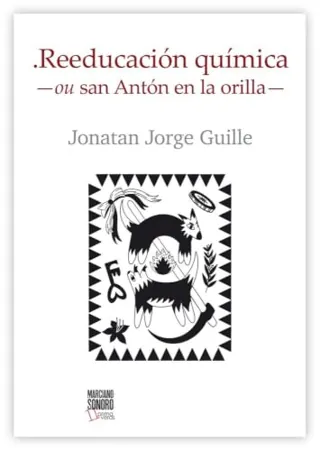 .Reeducación química
—ou san Antón en la orilla—
Jonatan Jorge Guille
MARCIANO
SONORO